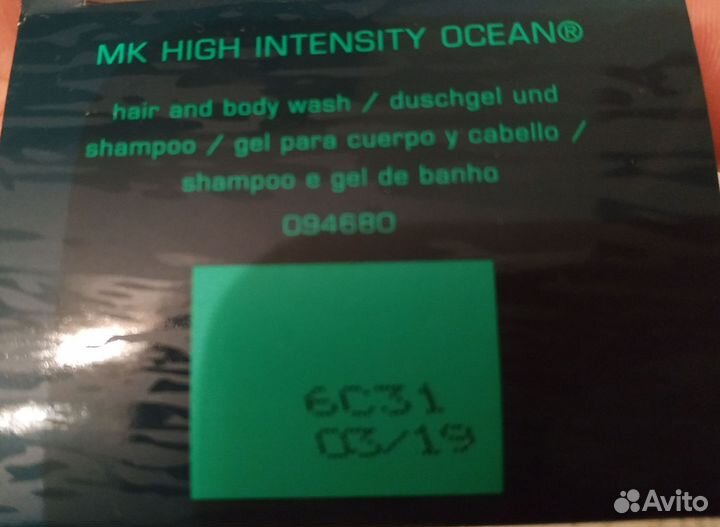 MK HIGH INTENSITY OCEAN®
hair and body wash / duschgel und
shampoo / gel para cuerpo y cabello /
shampoo e gel de banho
094680
6C31
03/19
Avito